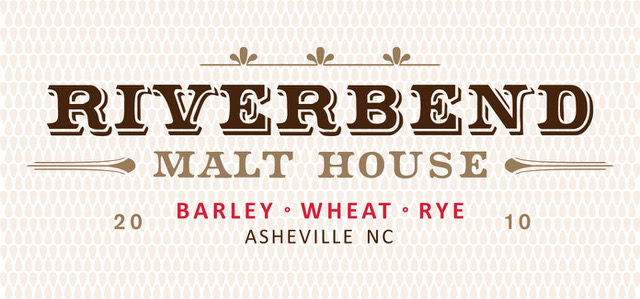 RIVERBEND
MALT HOUSE
BARLEY ◦ WHEAT ◦ RYE
20 10
ASHEVILLE NC